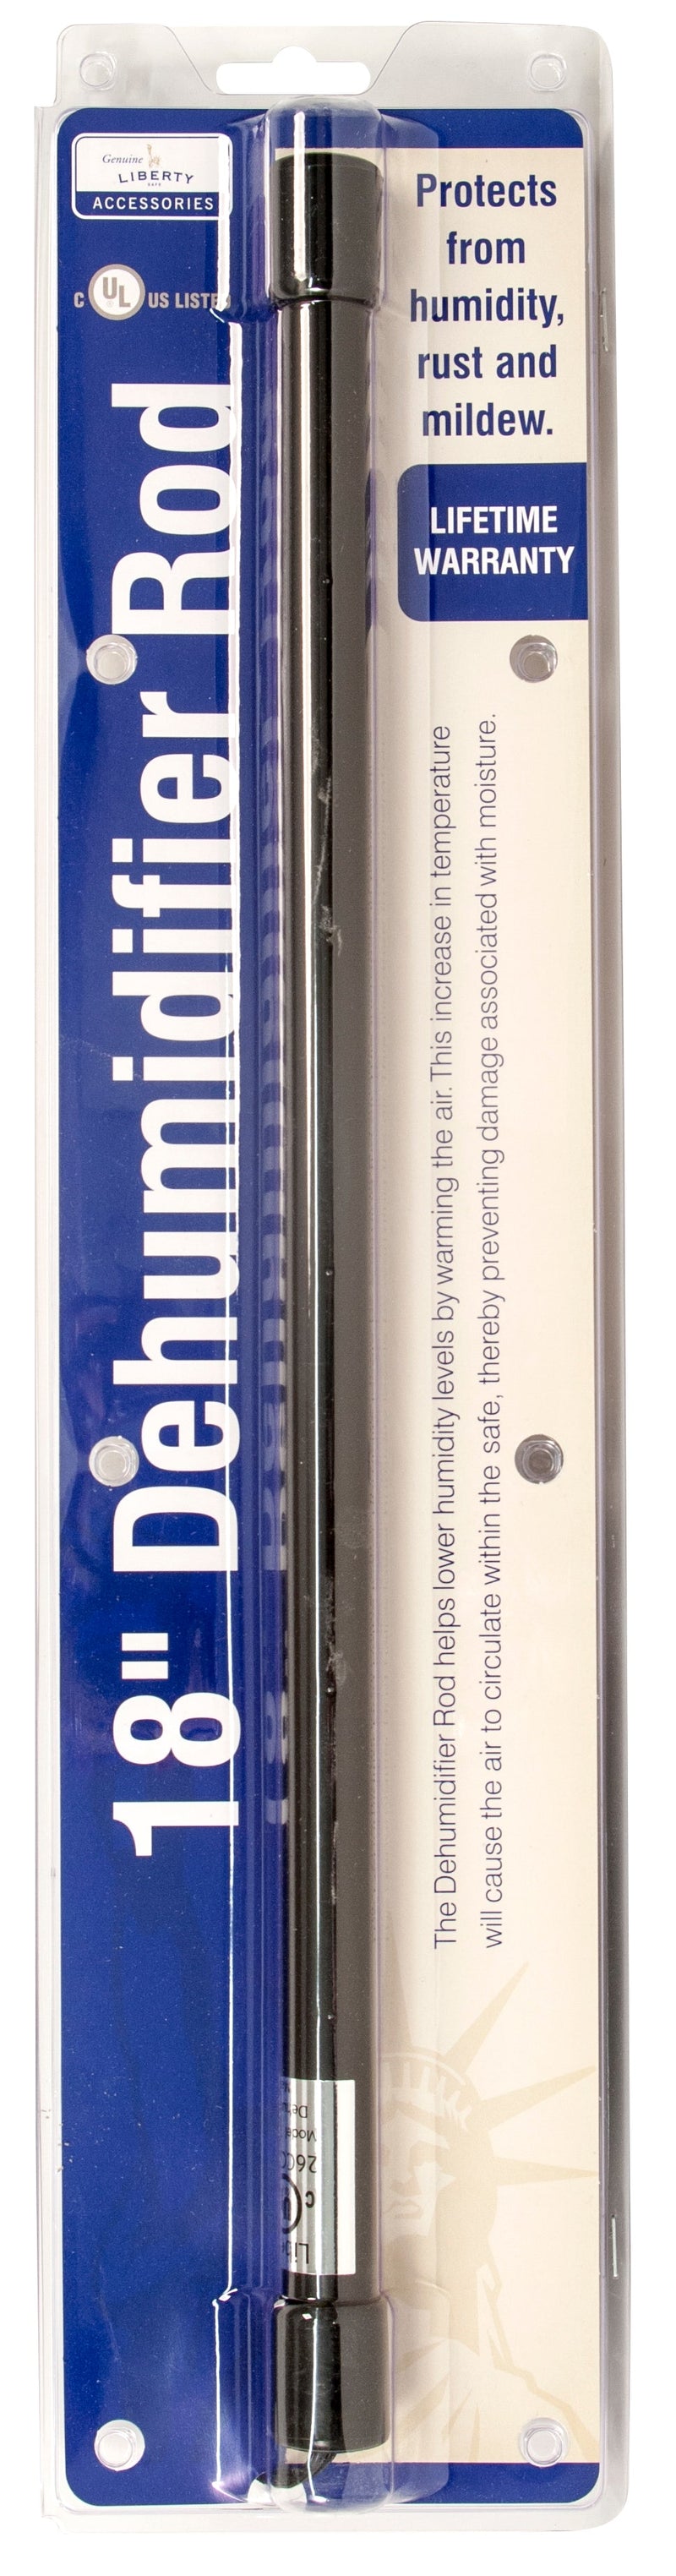 Genuine
LIBERTY
SAFE
ACCESSORIES
C UL US LISTED
18" Dehumidifier Rod
Protects
from
humidity,
rust and
mildew.
LIFETIME
WARRANTY
The Dehumidifier Rod helps lower humidity levels by warming the air. This increase in temperature
will cause the air to circulate within the safe, thereby preventing damage associated with moisture.